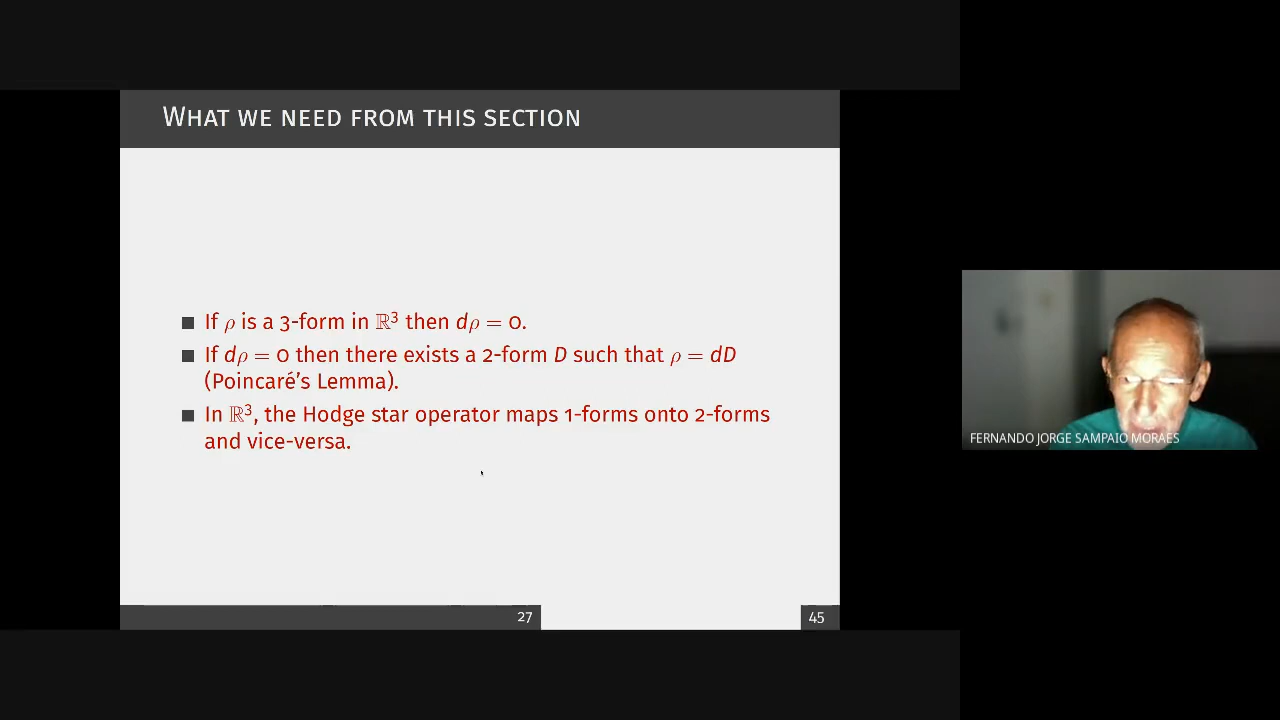 WHAT WE NEED FROM THIS SECTION
If ρ is a 3-form in ℝ³ then dρ = 0.
If dρ = 0 then there exists a 2-form D such that ρ = dD
(Poincaré's Lemma).
In ℝ³, the Hodge star operator maps 1-forms onto 2-forms
and vice-versa.
27
45
FERNANDO JORGE SAMPAIO MORAES